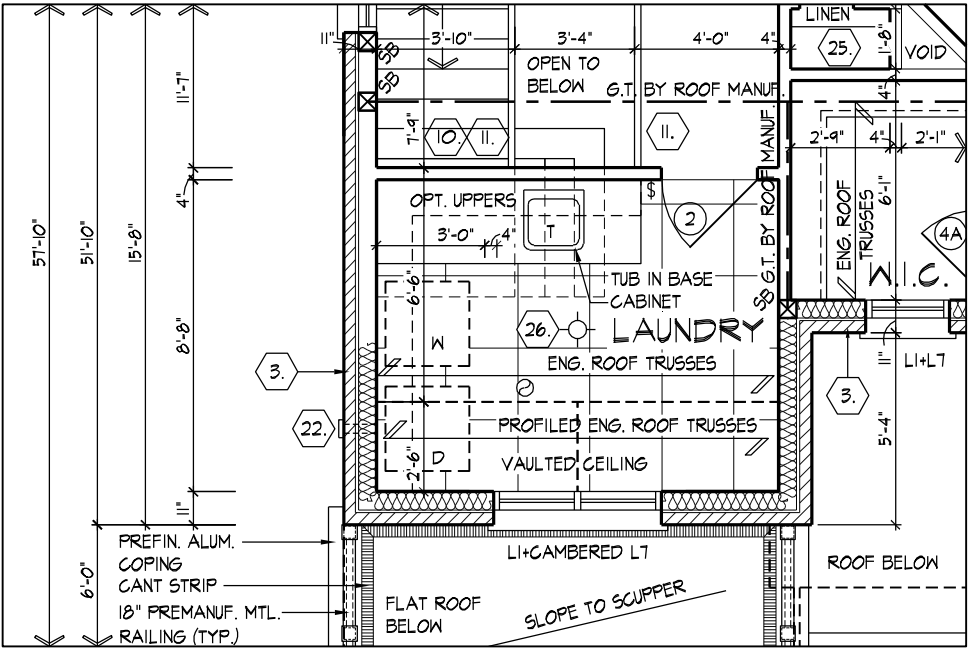 LINEN
11"
SB
3'-10"
3'-4"
4'-0"
4"
25.
1'-8"
VOID
OPEN TO
BELOW
SB
G.T. BY ROOF MANUF.
11'-7"
4"
7'-9"
10.
11.
11.
2'-9"
4"
2'-1"
G.T. BY ROOF MANUF.
SB
4"
OPT. UPPERS
$
2
ENG. ROOF
TRUSSES
6'-1"
4A
57'-10"
51'-10"
15'-8"
3'-0"
4"
T
6'-6"
TUB IN BASE
CABINET
W.I.C.
26.
LAUNDRY
8'-8"
W
ENG. ROOF TRUSSES
3.
11"
L1+L7
3.
22.
PROFILED ENG. ROOF TRUSSES
5'-4"
2'-6"
D
VAULTED CEILING
11"
PREFIN. ALUM.
COPING
CANT STRIP
18" PREMANUF. MTL.
RAILING (TYP.)
6'-0"
L1+CAMBERED L7
ROOF BELOW
FLAT ROOF
BELOW
SLOPE TO SCUPPER